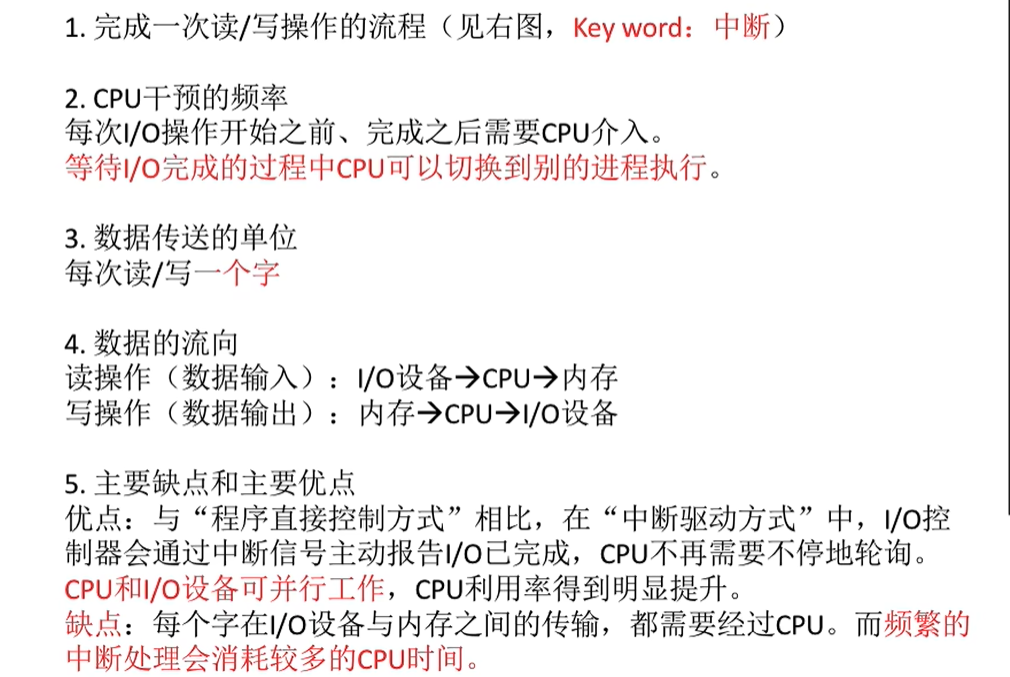 1. 完成一次读/写操作的流程（见右图，Key word：中断）
2. CPU干预的频率
每次I/O操作开始之前、完成之后需要CPU介入。
等待I/O完成的过程中CPU可以切换到别的进程执行。
3. 数据传送的单位
每次读/写一个字
4. 数据的流向
读操作（数据输入）：I/O设备→CPU→内存
写操作（数据输出）：内存→CPU→I/O设备
5. 主要缺点和主要优点
优点：与“程序直接控制方式”相比，在“中断驱动方式”中，I/O控
制器会通过中断信号主动报告I/O已完成，CPU不再需要不停地轮询。
CPU和I/O设备可并行工作，CPU利用率得到明显提升。
缺点：每个字在I/O设备与内存之间的传输，都需要经过CPU。而频繁的
中断处理会消耗较多的CPU时间。